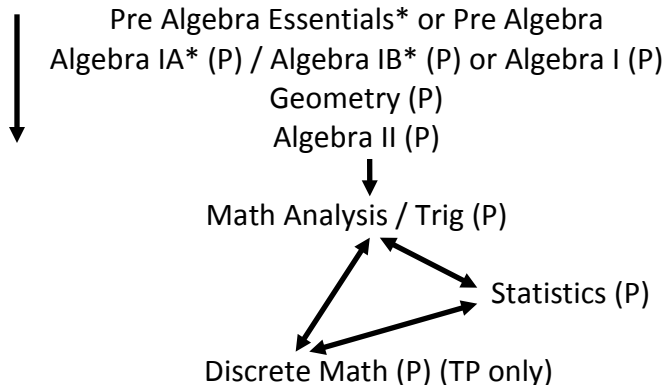 Pre Algebra Essentials* or Pre Algebra
Algebra IA* (P) / Algebra IB* (P) or Algebra I (P)
Geometry (P)
Algebra II (P)
Math Analysis / Trig (P)
Statistics (P)
Discrete Math (P) (TP only)